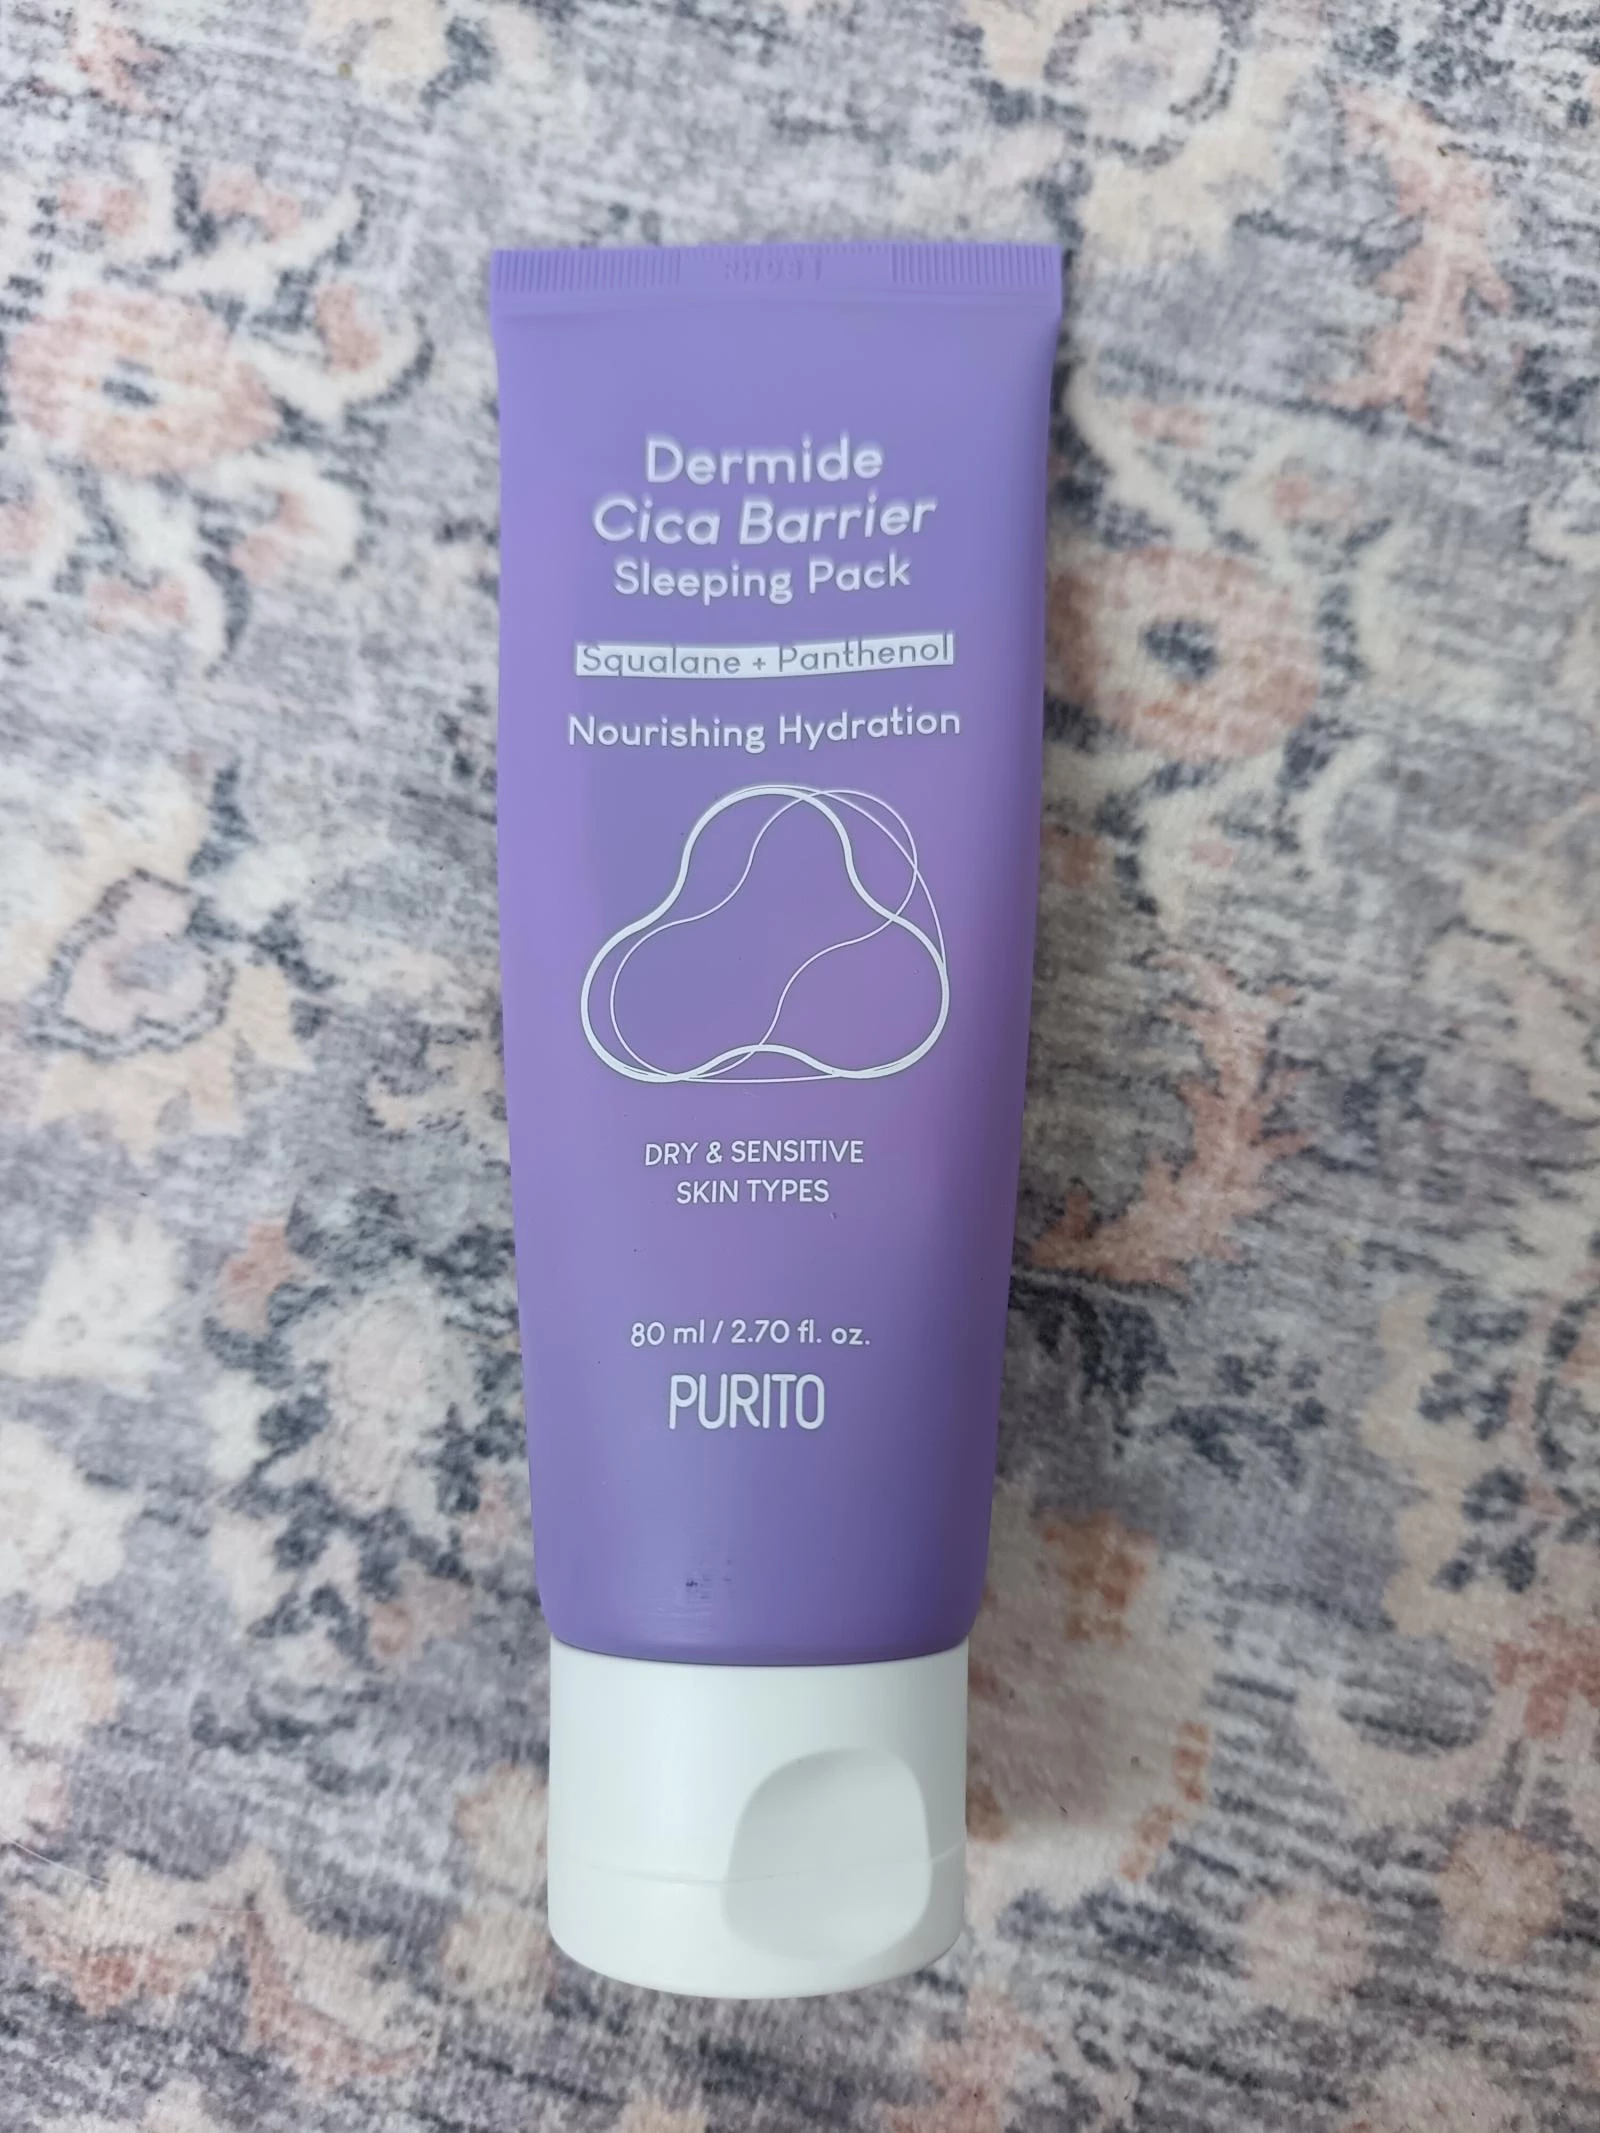 Dermide
Cica Barrier
Sleeping Pack
Squalane + Panthenol
Nourishing Hydration
DRY & SENSITIVE
SKIN TYPES
80 ml / 2.70 fl. oz.
PURITO